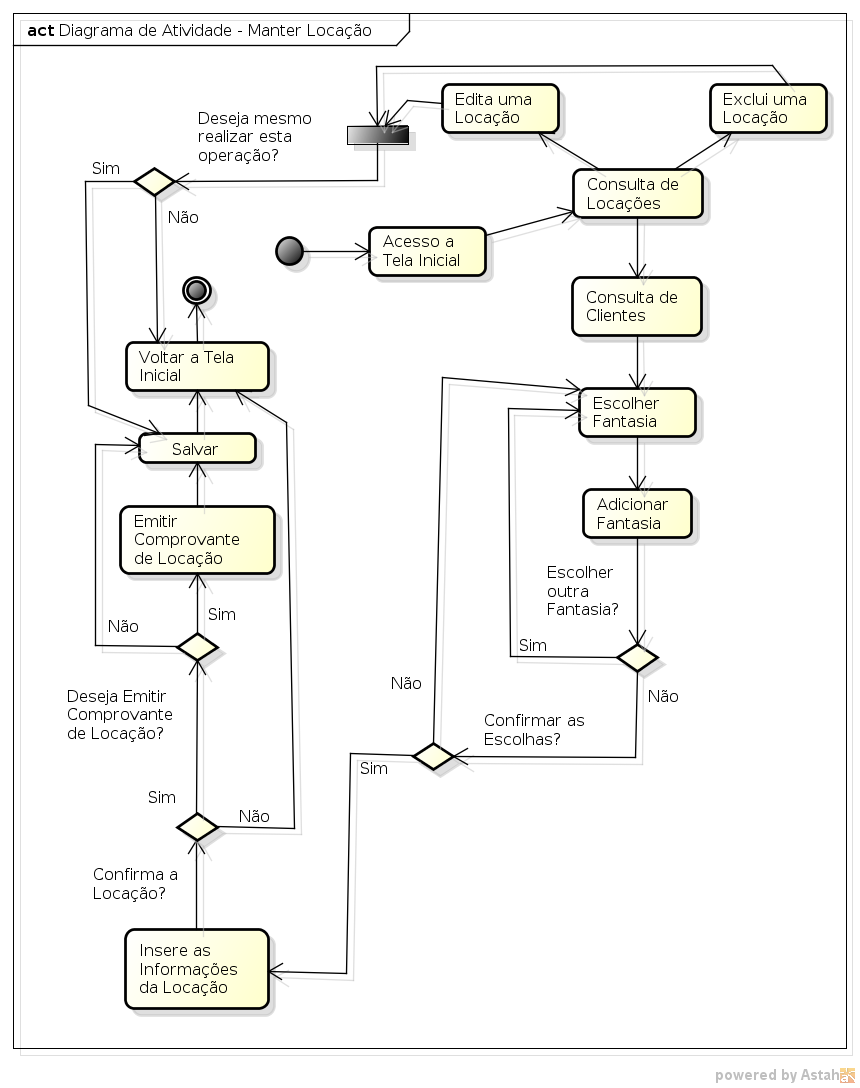 act Diagrama de Atividade - Manter Locação
Edita uma
Locação
Exclui uma
Locação
Deseja mesmo
realizar esta
operação?
Sim
Não
Consulta de
Locações
Acesso a
Tela Inicial
Consulta de
Clientes
Voltar a Tela
Inicial
Escolher
Fantasia
Salvar
Adicionar
Fantasia
Emitir
Comprovante
de Locação
Escolher
outra
Fantasia?
Sim
Não
Sim
Não
Deseja Emitir
Comprovante
de Locação?
Não
Confirmar as
Escolhas?
Sim
Sim
Não
Confirma a
Locação?
Insere as
Informações
da Locação
powered by Astah